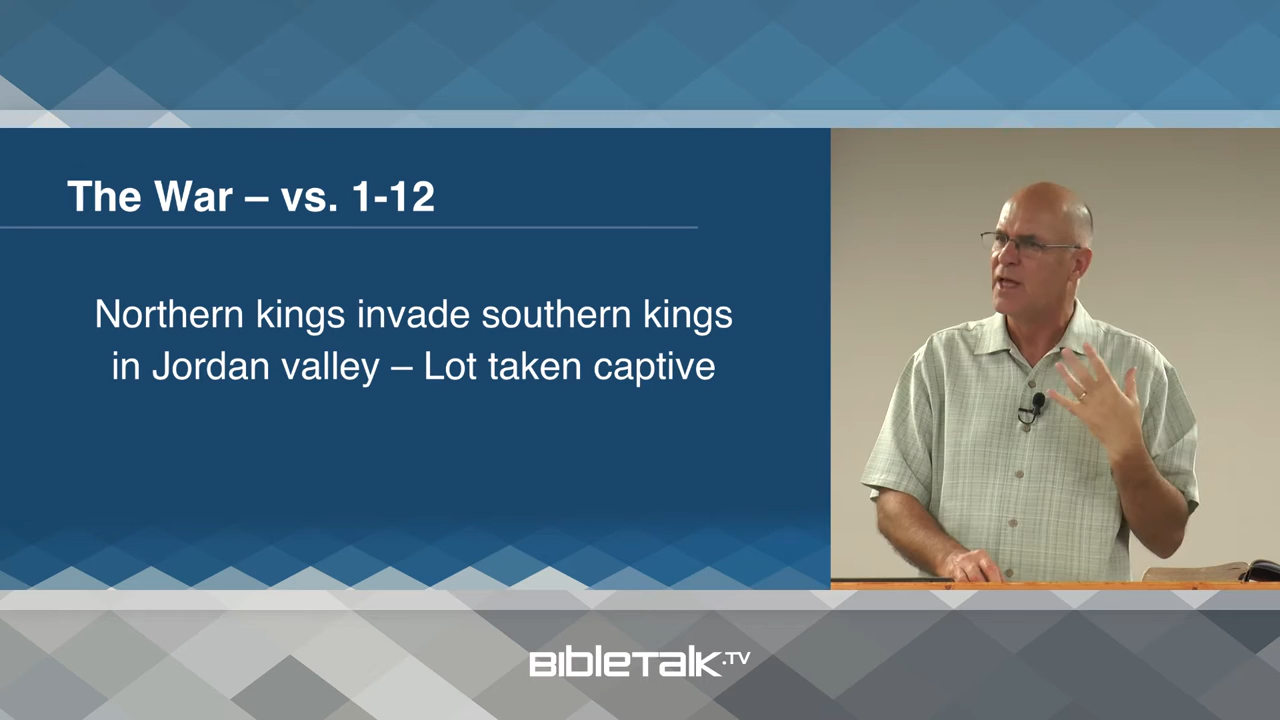 The War – vs. 1-12
Northern kings invade southern kings
in Jordan valley – Lot taken captive
BIBLETALK.TV